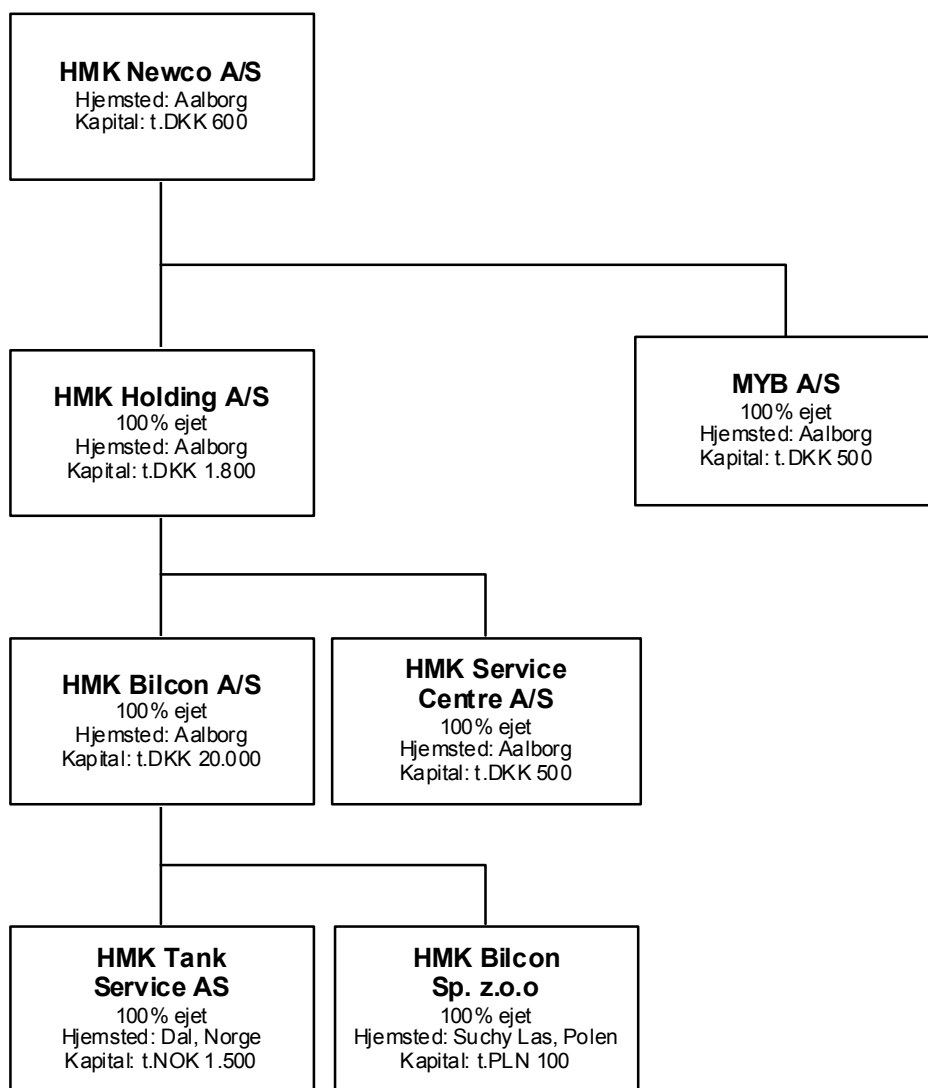 HMK Newco A/S
Hjemsted: Aalborg
Kapital: t.DKK 600
HMK Holding A/S
100% ejet
Hjemsted: Aalborg
Kapital: t.DKK 1.800
MYB A/S
100% ejet
Hjemsted: Aalborg
Kapital: t.DKK 500
HMK Bilcon A/S
100% ejet
Hjemsted: Aalborg
Kapital: t.DKK 20.000
HMK Service
Centre A/S
100% ejet
Hjemsted: Aalborg
Kapital: t.DKK 500
HMK Tank
Service AS
100% ejet
Hjemsted: Dal, Norge
Kapital: t.NOK 1.500
HMK Bilcon
Sp. z.o.o
100% ejet
Hjemsted: Suchy Las, Polen
Kapital: t.PLN 100